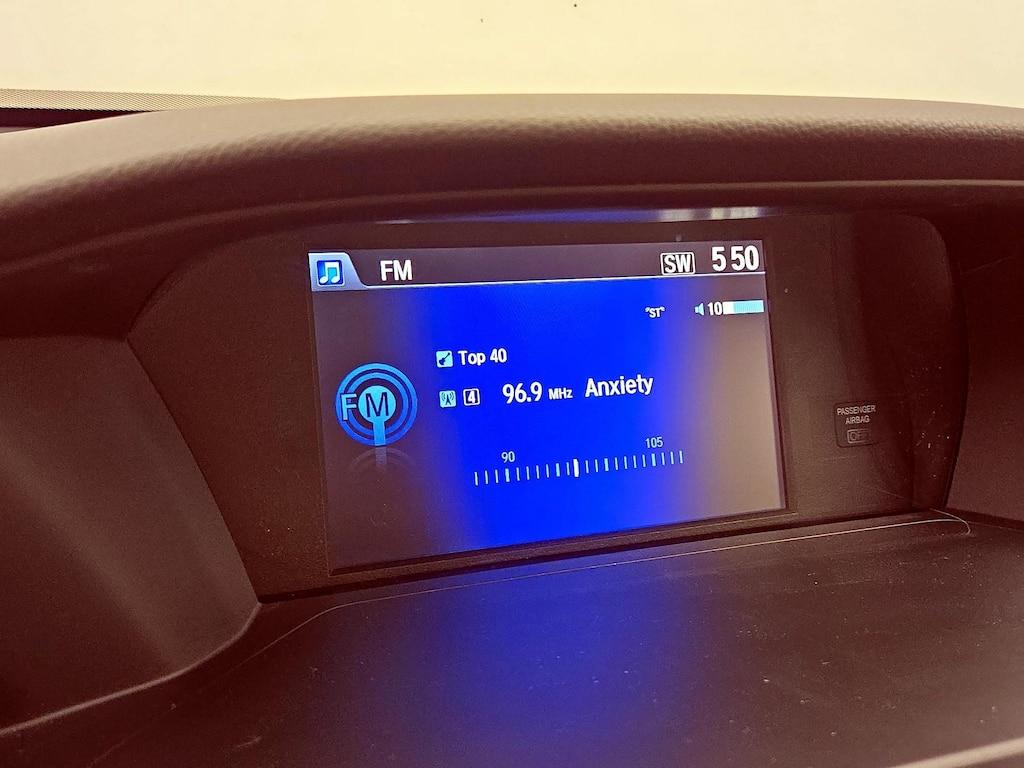 FM SW 5 50
"ST" 10
Top 40
FM 4 96.9 MHz Anxiety
90 105
PASSENGER
AIRBAG
OFF